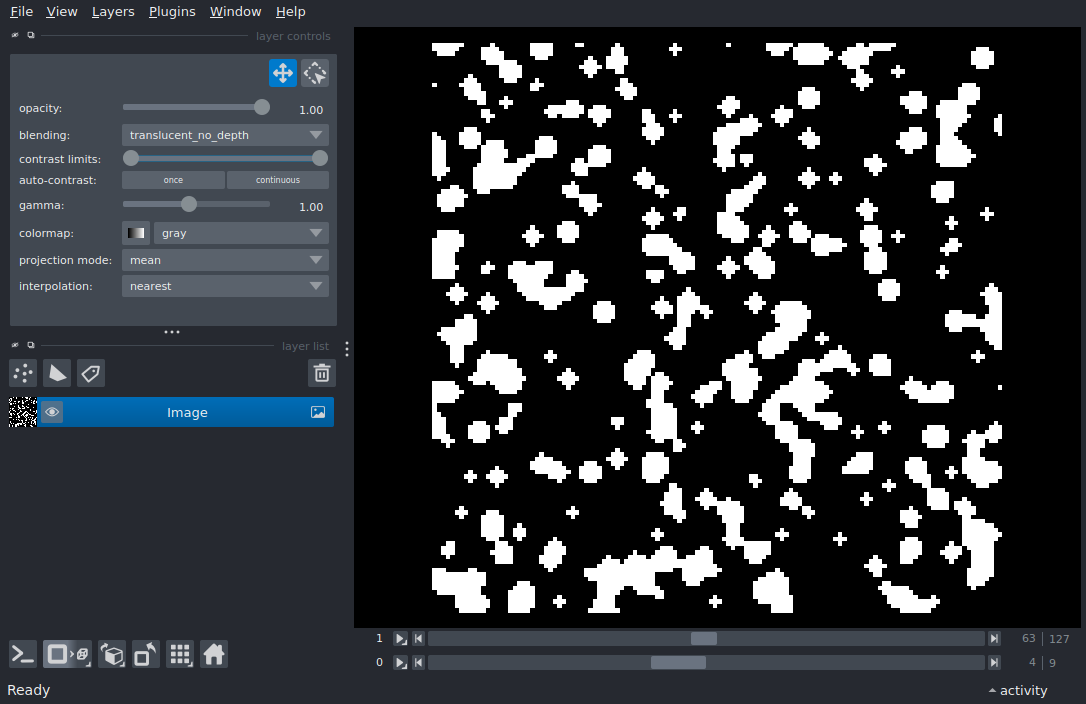 File View Layers Plugins Window Help
layer controls
opacity: 1.00
blending: translucent_no_depth
contrast limits:
auto-contrast: once continuous
gamma: 1.00
colormap: gray
projection mode: mean
interpolation: nearest
layer list
Image
1 63 127
0 4 9
Ready activity